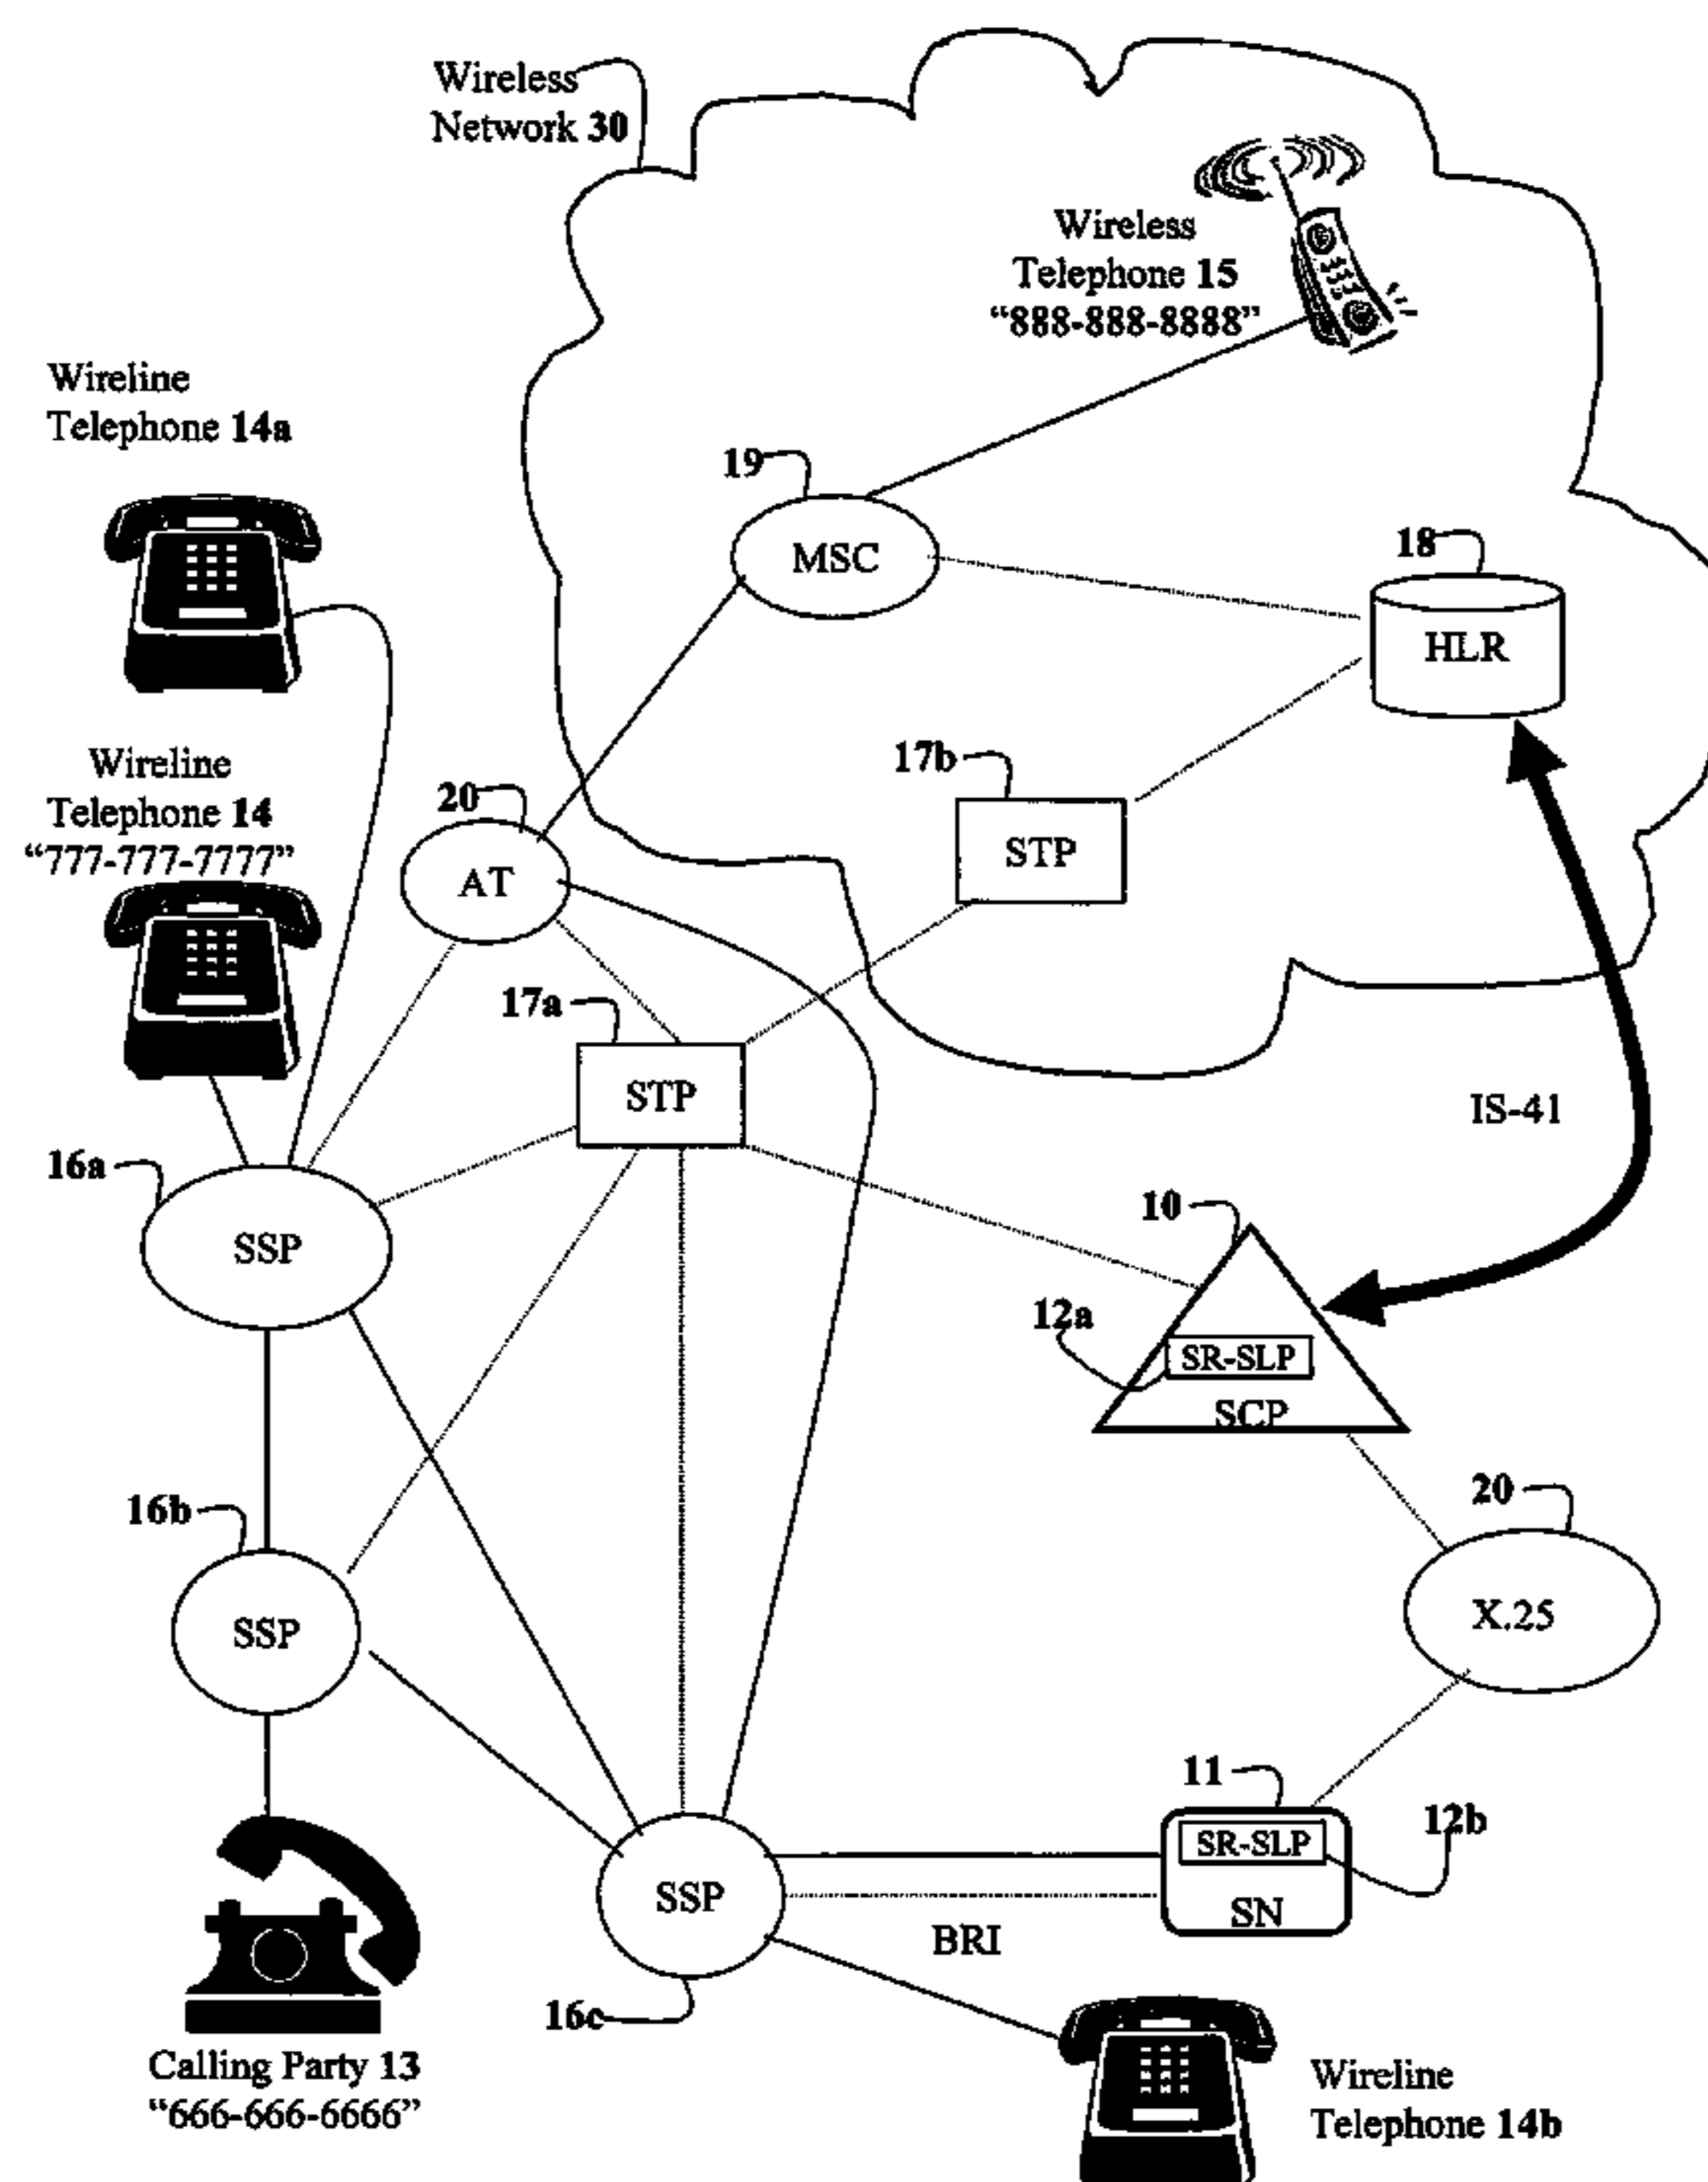 Wireless
Network 30
Wireless
Telephone 15
“888-888-8888”
Wireline
Telephone 14a
19
MSC
18
HLR
Wireline
Telephone 14
“777-777-7777”
20
AT
17b
STP
17a
STP
IS-41
16a
SSP
10
12a
SR-SLP
SCP
16b
SSP
20
X.25
11
SR-SLP
12b
SN
SSP
BRI
16c
Calling Party 13
“666-666-6666”
Wireline
Telephone 14b